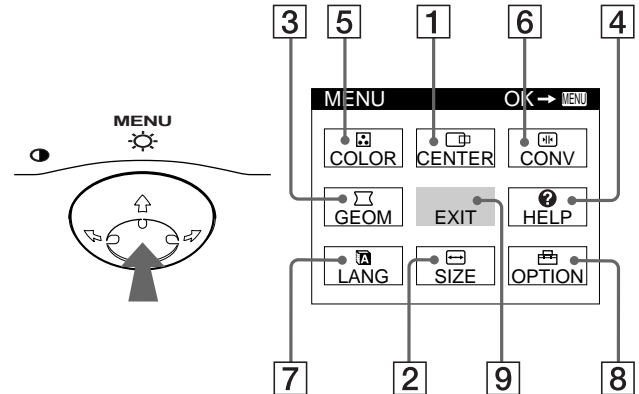 3 5 1 6 4
MENU
MENU OK → MENU
COLOR CENTER CONV
GEOM EXIT HELP
A
LANG SIZE OPTION
7 2 9 8